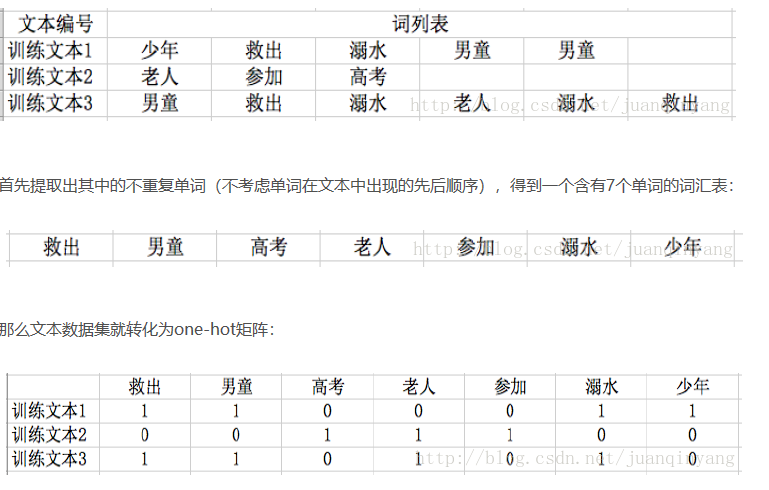 文本编号 词列表
训练文本1 少年 救出 溺水 男童 男童
训练文本2 老人 参加 高考
训练文本3 男童 救出 溺水 老人 溺水 救出
http://blog.csdn.net/juanqinyang
首先提取出其中的不重复单词（不考虑单词在文本中出现的先后顺序），得到一个含有7个单词的词汇表：
救出 男童 高考 老人 参加 溺水 少年
http://blog.csdn.net/juanqinyang
那么文本数据集就转化为one-hot矩阵：
救出 男童 高考 老人 参加 溺水 少年
训练文本1 1 1 0 0 0 1 1
训练文本2 0 0 1 1 1 0 0
训练文本3 1 1 0 1 0 1 0
http://blog.csdn.net/juanqinyang